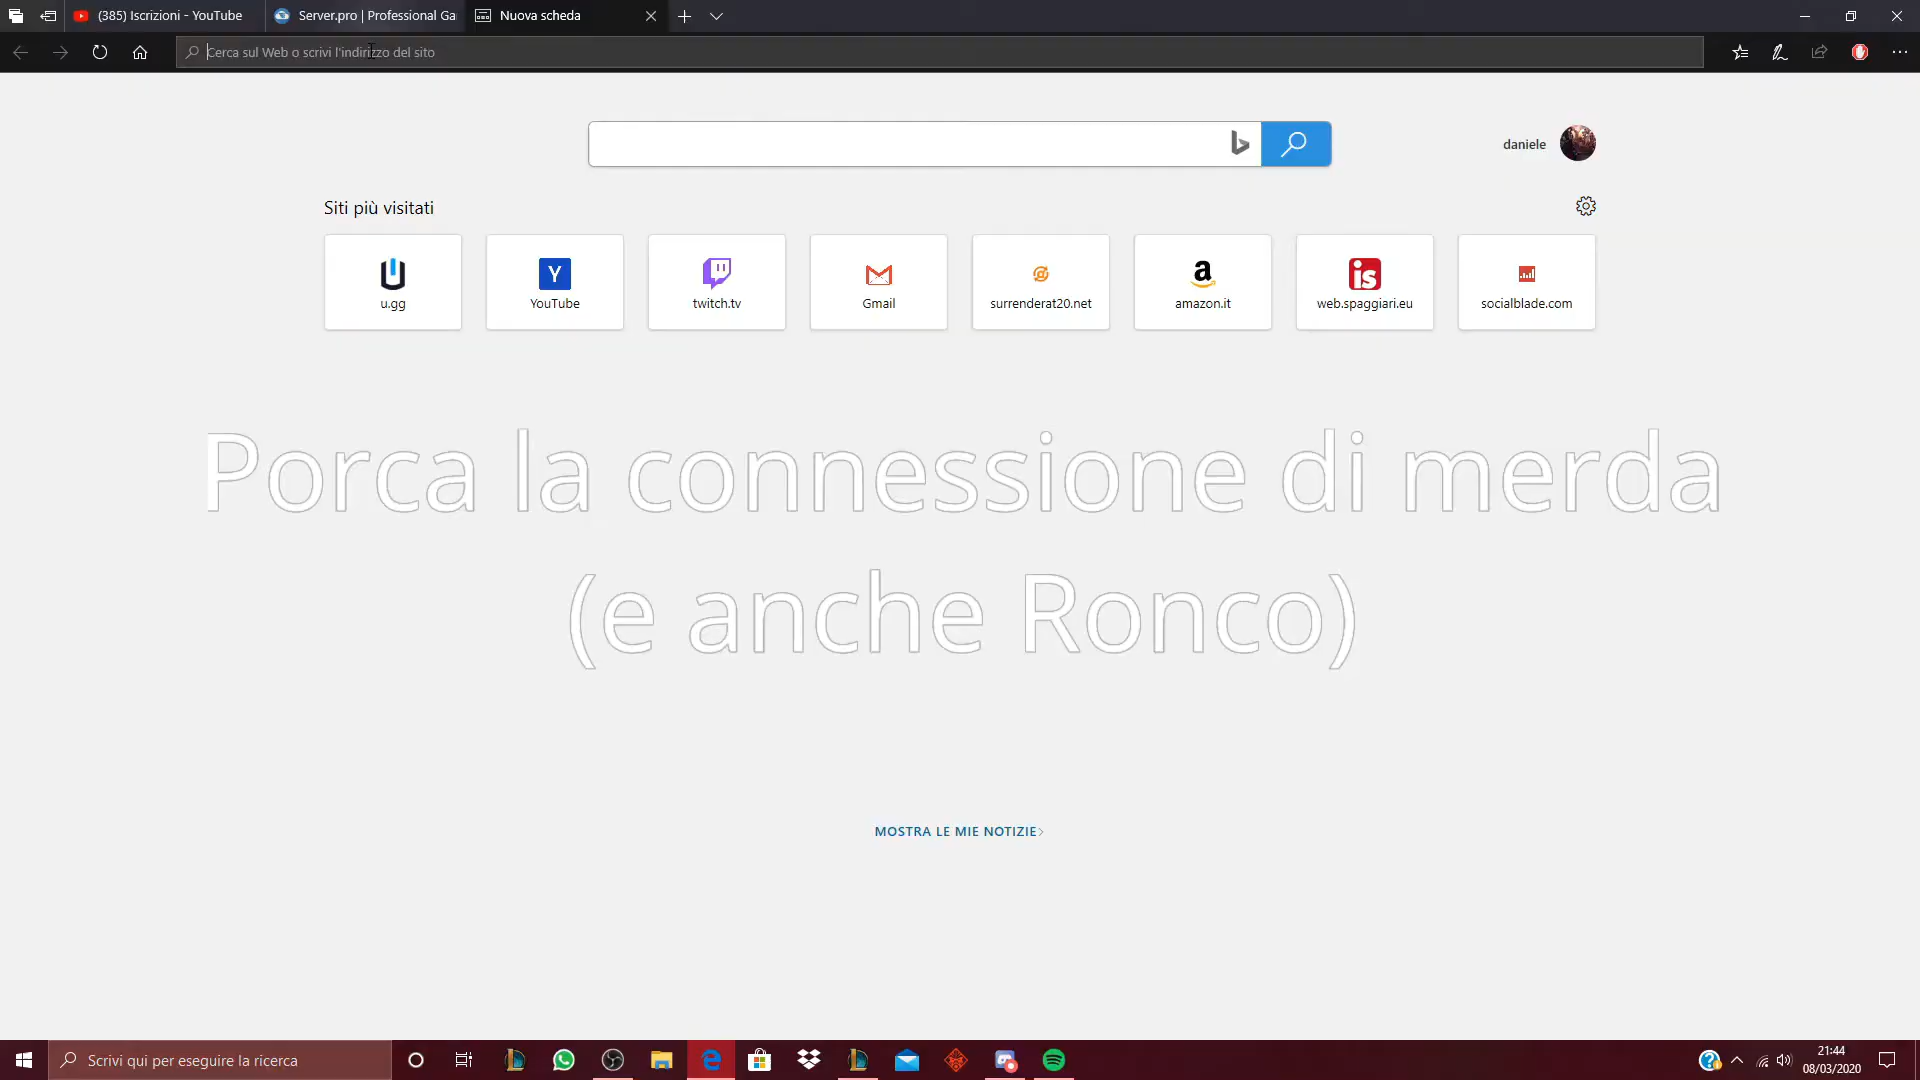 (385) Iscrizioni - YouTube
Server.pro | Professional Ga
Nuova scheda
Cerca sul Web o scrivi l'indirizzo del sito
daniele
Siti più visitati
u.gg
Y
YouTube
twitch.tv
Gmail
surrenderat20.net
a
amazon.it
is
web.spaggiari.eu
socialblade.com
Porca la connessione di merda
(e anche Ronco)
MOSTRA LE MIE NOTIZIE
Scrivi qui per eseguire la ricerca
21:44
08/03/2020